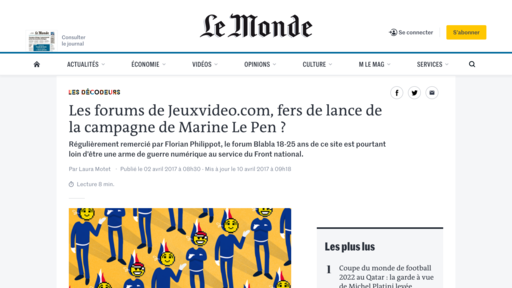 Le Monde
Consulter
le journal
Se connecter
S'abonner
ACTUALITÉS
ÉCONOMIE
VIDÉOS
OPINIONS
CULTURE
M LE MAG
SERVICES
LES DÉCODEURS
Les forums de Jeuxvideo.com, fers de lance de
la campagne de Marine Le Pen ?
Régulièrement remercié par Florian Philippot, le forum Blabla 18-25 ans de ce site est pourtant
loin d'être une arme de guerre numérique au service du Front national.
Par Laura Motet · Publié le 02 avril 2017 à 08h30 · Mis à jour le 10 avril 2017 à 09h18
Lecture 8 min.
Les plus lus
1 Coupe du monde de football
2022 au Qatar : la garde à vue
de Michel Platini levée